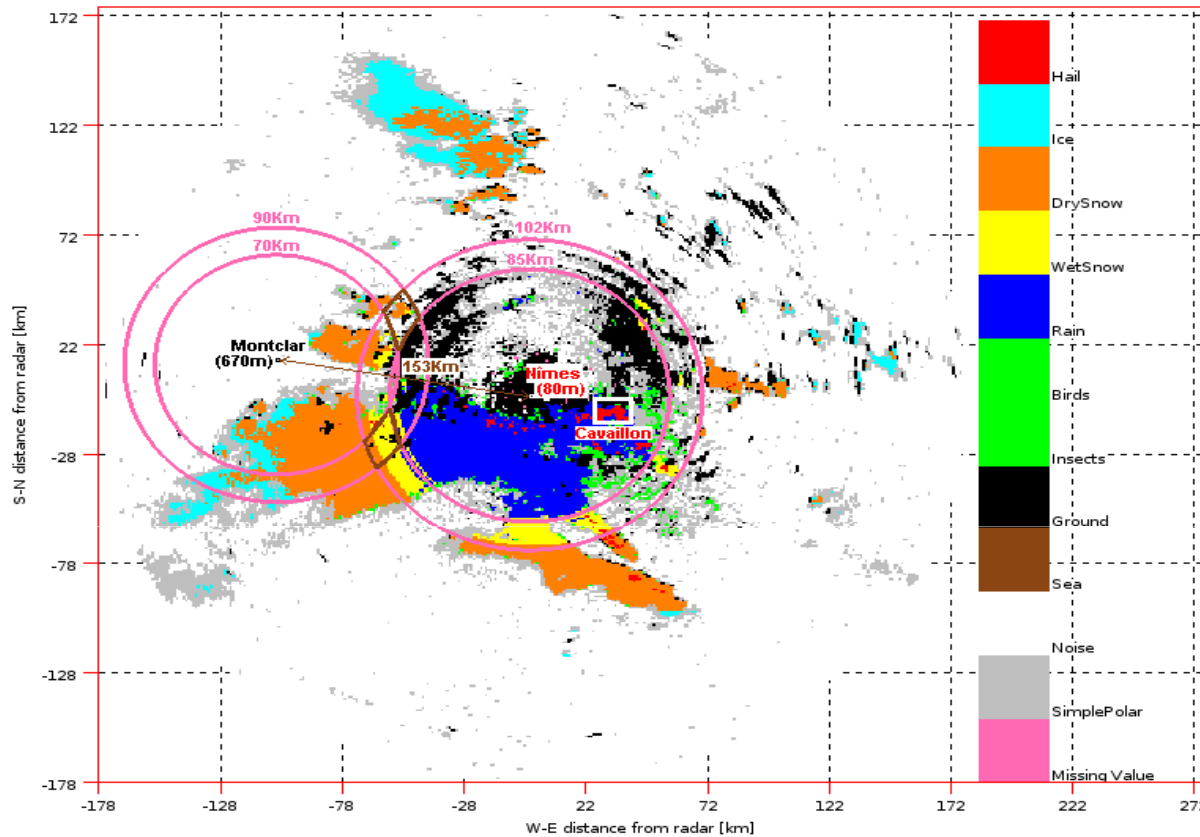 172
122
72
22
-28
-78
-128
-178
S-N distance from radar [km]
90Km
70Km
102Km
85Km
Montclar
(670m)
153Km
Nîmes
(80m)
Cavaillon
Hail
Ice
DrySnow
WetSnow
Rain
Birds
Insects
Ground
Sea
Noise
SimplePolar
Missing Value
-178 -128 -78 -28 22 72 122 172 222 272
W-E distance from radar [km]